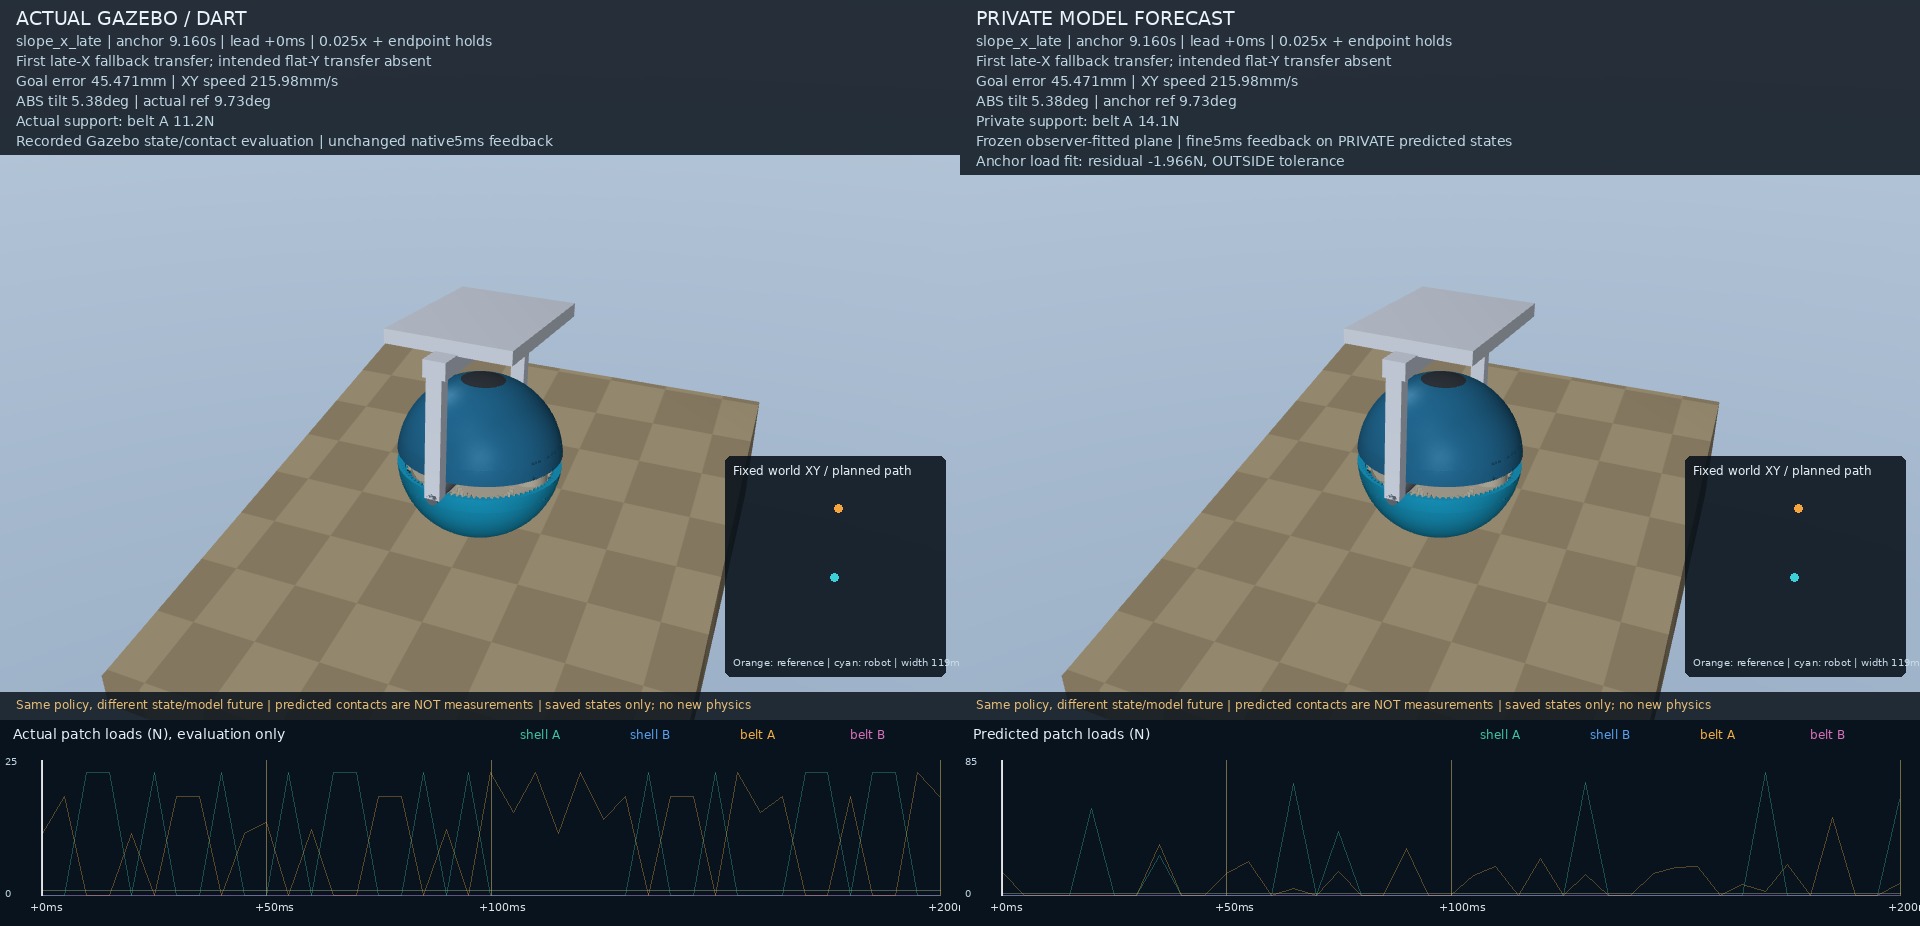 ACTUAL GAZEBO / DART
slope_x_late | anchor 9.160s | lead +0ms | 0.025x + endpoint holds
First late-X fallback transfer; intended flat-Y transfer absent
Goal error 45.471mm | XY speed 215.98mm/s
ABS tilt 5.38deg | actual ref 9.73deg
Actual support: belt A 11.2N
Recorded Gazebo state/contact evaluation | unchanged native5ms feedback
Fixed world XY / planned path
Orange: reference | cyan: robot | width 119m
Same policy, different state/model future | predicted contacts are NOT measurements | saved states only; no new physics
Actual patch loads (N), evaluation only
shell A
shell B
belt A
belt B
25
0
+0ms
+50ms
+100ms
+200
PRIVATE MODEL FORECAST
slope_x_late | anchor 9.160s | lead +0ms | 0.025x + endpoint holds
First late-X fallback transfer; intended flat-Y transfer absent
Goal error 45.471mm | XY speed 215.98mm/s
ABS tilt 5.38deg | anchor ref 9.73deg
Private support: belt A 14.1N
Frozen observer-fitted plane | fine5ms feedback on PRIVATE predicted states
Anchor load fit: residual -1.966N, OUTSIDE tolerance
Fixed world XY / planned path
Orange: reference | cyan: robot | width 119m
Same policy, different state/model future | predicted contacts are NOT measurements | saved states only; no new physics
Predicted patch loads (N)
shell A
shell B
belt A
belt B
85
0
+0ms
+50ms
+100ms
+200